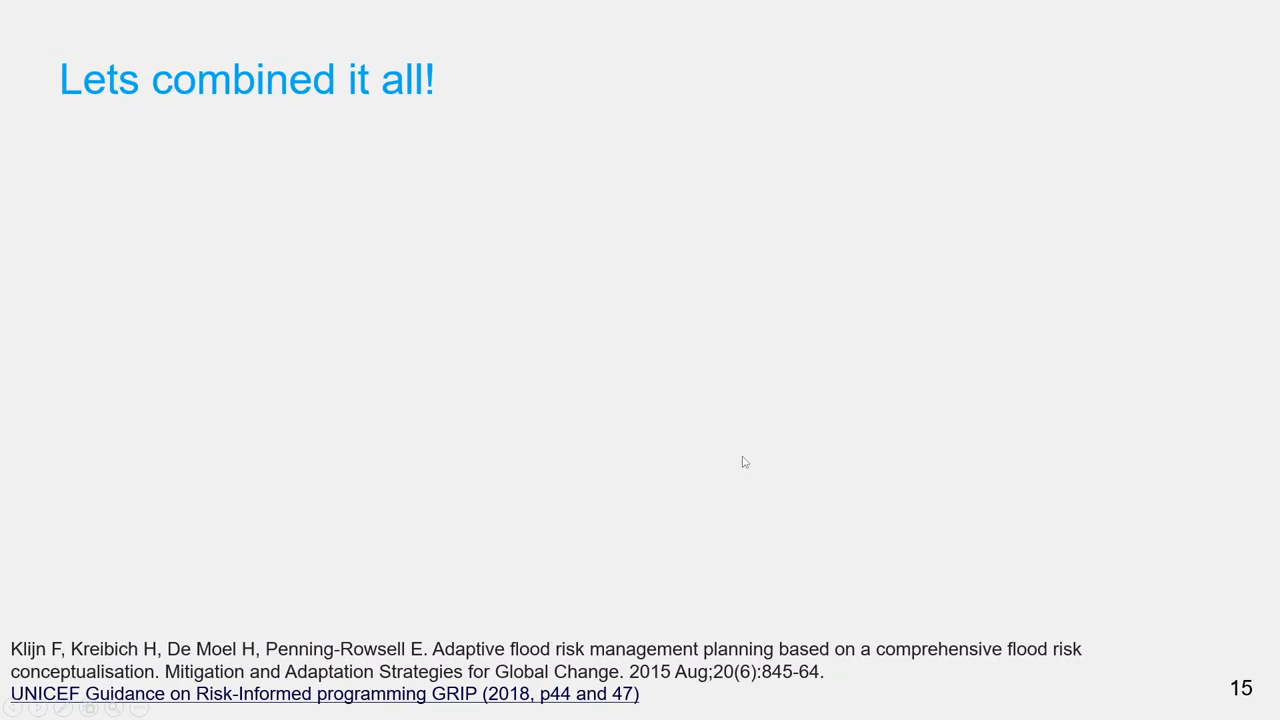 Lets combined it all!
Klijn F, Kreibich H, De Moel H, Penning-Rowsell E. Adaptive flood risk management planning based on a comprehensive flood risk
conceptualisation. Mitigation and Adaptation Strategies for Global Change. 2015 Aug;20(6):845-64.
UNICEF Guidance on Risk-Informed programming GRIP (2018, p44 and 47)
15